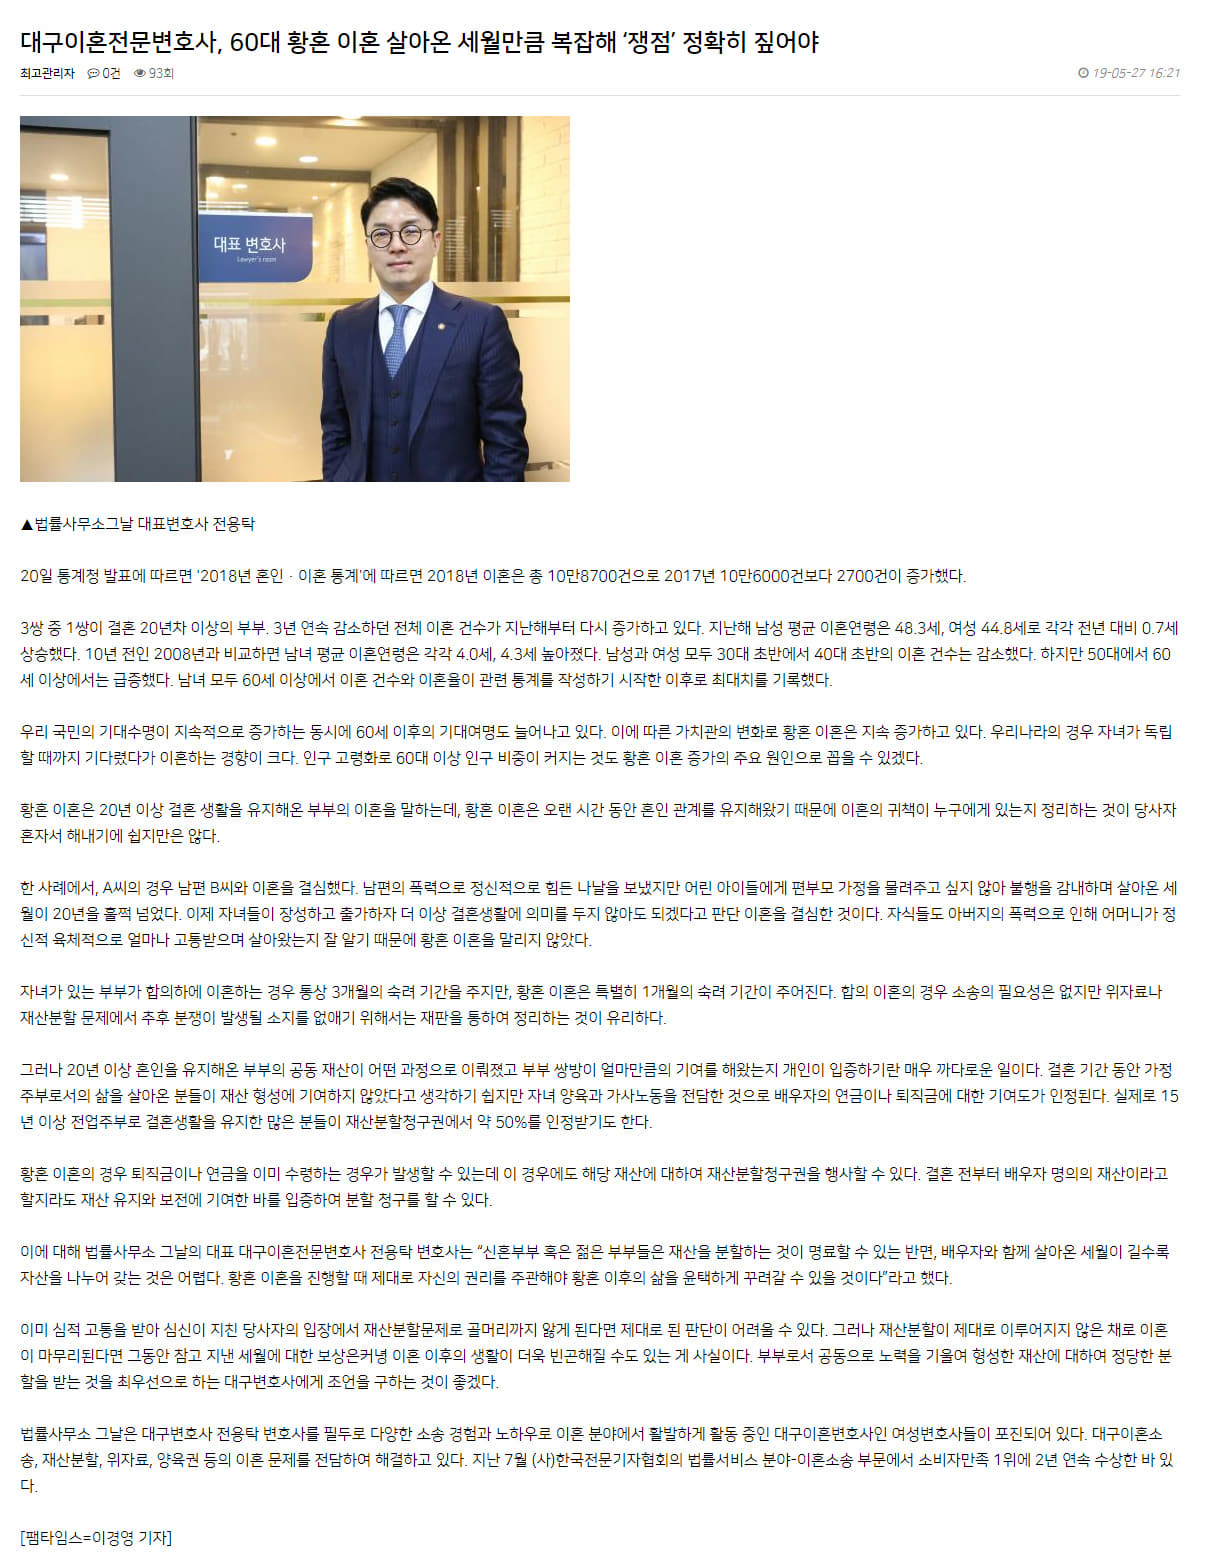 대구이혼전문변호사, 60대 황혼 이혼 살아온 세월만큼 복잡해 ‘쟁점’ 정확히 짚어야
최고관리자 0건 93회 19-05-27 16:21
대표 변호사
Lawyer's room
▲법률사무소그날 대표변호사 전용탁
20일 통계청 발표에 따르면 '2018년 혼인 · 이혼 통계'에 따르면 2018년 이혼은 총 10만8700건으로 2017년 10만6000건보다 2700건이 증가했다.
3쌍 중 1쌍이 결혼 20년차 이상의 부부. 3년 연속 감소하던 전체 이혼 건수가 지난해부터 다시 증가하고 있다. 지난해 남성 평균 이혼연령은 48.3세, 여성 44.8세로 각각 전년 대비 0.7세
상승했다. 10년 전인 2008년과 비교하면 남녀 평균 이혼연령은 각각 4.0세, 4.3세 높아졌다. 남성과 여성 모두 30대 초반에서 40대 초반의 이혼 건수는 감소했다. 하지만 50대에서 60
세 이상에서는 급증했다. 남녀 모두 60세 이상에서 이혼 건수와 이혼율이 관련 통계를 작성하기 시작한 이후로 최대치를 기록했다.
우리 국민의 기대수명이 지속적으로 증가하는 동시에 60세 이후의 기대여명도 늘어나고 있다. 이에 따른 가치관의 변화로 황혼 이혼은 지속 증가하고 있다. 우리나라의 경우 자녀가 독립
할 때까지 기다렸다가 이혼하는 경향이 크다. 인구 고령화로 60대 이상 인구 비중이 커지는 것도 황혼 이혼 증가의 주요 원인으로 꼽을 수 있겠다.
황혼 이혼은 20년 이상 결혼 생활을 유지해온 부부의 이혼을 말하는데, 황혼 이혼은 오랜 시간 동안 혼인 관계를 유지해왔기 때문에 이혼의 귀책이 누구에게 있는지 정리하는 것이 당사자
혼자서 해내기에 쉽지만은 않다.
한 사례에서, A씨의 경우 남편 B씨와 이혼을 결심했다. 남편의 폭력으로 정신적으로 힘든 나날을 보냈지만 어린 아이들에게 편부모 가정을 물려주고 싶지 않아 불행을 감내하며 살아온 세
월이 20년을 훌쩍 넘었다. 이제 자녀들이 장성하고 출가하자 더 이상 결혼생활에 의미를 두지 않아도 되겠다고 판단 이혼을 결심한 것이다. 자식들도 아버지의 폭력으로 인해 어머니가 정
신적 육체적으로 얼마나 고통받으며 살아왔는지 잘 알기 때문에 황혼 이혼을 말리지 않았다.
자녀가 있는 부부가 합의하에 이혼하는 경우 통상 3개월의 숙려 기간을 주지만, 황혼 이혼은 특별히 1개월의 숙려 기간이 주어진다. 합의 이혼의 경우 소송의 필요성은 없지만 위자료나
재산분할 문제에서 추후 분쟁이 발생될 소지를 없애기 위해서는 재판을 통하여 정리하는 것이 유리하다.
그러나 20년 이상 혼인을 유지해온 부부의 공동 재산이 어떤 과정으로 이뤄졌고 부부 쌍방이 얼마만큼의 기여를 해왔는지 개인이 입증하기란 매우 까다로운 일이다. 결혼 기간 동안 가정
주부로서의 삶을 살아온 분들이 재산 형성에 기여하지 않았다고 생각하기 쉽지만 자녀 양육과 가사노동을 전담한 것으로 배우자의 연금이나 퇴직금에 대한 기여도가 인정된다. 실제로 15
년 이상 전업주부로 결혼생활을 유지한 많은 분들이 재산분할청구권에서 약 50%를 인정받기도 한다.
황혼 이혼의 경우 퇴직금이나 연금을 이미 수령하는 경우가 발생할 수 있는데 이 경우에도 해당 재산에 대하여 재산분할청구권을 행사할 수 있다. 결혼 전부터 배우자 명의의 재산이라고
할지라도 재산 유지와 보전에 기여한 바를 입증하여 분할 청구를 할 수 있다.
이에 대해 법률사무소 그날의 대표 대구이혼전문변호사 전용탁 변호사는 “신혼부부 혹은 젊은 부부들은 재산을 분할하는 것이 명료할 수 있는 반면, 배우자와 함께 살아온 세월이 길수록
자산을 나누어 갖는 것은 어렵다. 황혼 이혼을 진행할 때 제대로 자신의 권리를 주관해야 황혼 이후의 삶을 윤택하게 꾸려갈 수 있을 것이다”라고 했다.
이미 심적 고통을 받아 심신이 지친 당사자의 입장에서 재산분할문제로 골머리까지 앓게 된다면 제대로 된 판단이 어려울 수 있다. 그러나 재산분할이 제대로 이루어지지 않은 채로 이혼
이 마무리된다면 그동안 참고 지낸 세월에 대한 보상은커녕 이혼 이후의 생활이 더욱 빈곤해질 수도 있는 게 사실이다. 부부로서 공동으로 노력을 기울여 형성한 재산에 대하여 정당한 분
할을 받는 것을 최우선으로 하는 대구변호사에게 조언을 구하는 것이 좋겠다.
법률사무소 그날은 대구변호사 전용탁 변호사를 필두로 다양한 소송 경험과 노하우로 이혼 분야에서 활발하게 활동 중인 대구이혼변호사인 여성변호사들이 포진되어 있다. 대구이혼소
송, 재산분할, 위자료, 양육권 등의 이혼 문제를 전담하여 해결하고 있다. 지난 7월 (사)한국전문기자협회의 법률서비스 분야-이혼소송 부문에서 소비자만족 1위에 2년 연속 수상한 바 있
다.
[팸타임스=이경영 기자]